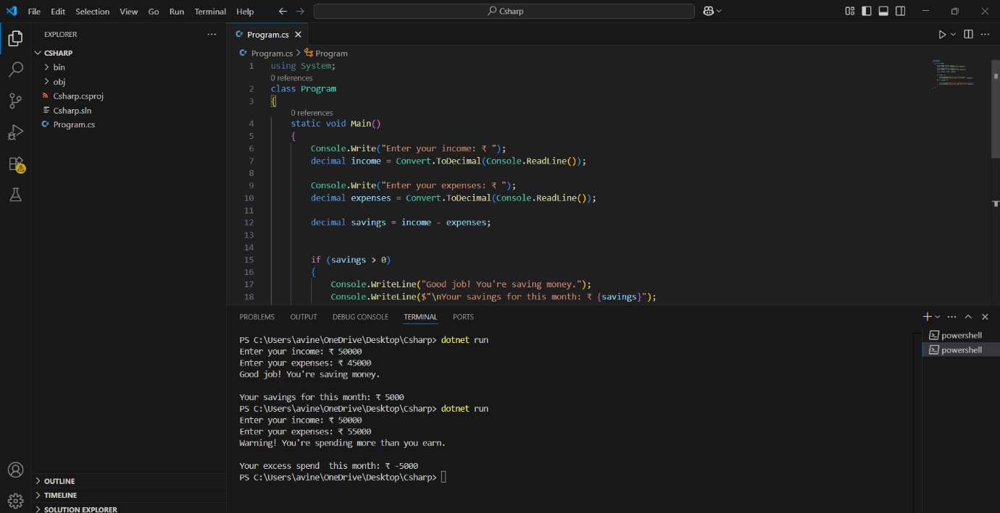 File Edit Selection View Go Run Terminal Help Csharp
EXPLORER
CSHARP
bin
obj
Csharp.csproj
Csharp.sln
Program.cs
OUTLINE
TIMELINE
SOLUTION EXPLORER
Program.cs
Program.cs > Program
1 using System;
0 references
2 class Program
3 {
0 references
4 static void Main()
5 {
6 Console.Write("Enter your income: ₹ ");
7 decimal income = Convert.ToDecimal(Console.ReadLine());
8
9 Console.Write("Enter your expenses: ₹ ");
10 decimal expenses = Convert.ToDecimal(Console.ReadLine());
11
12 decimal savings = income - expenses;
13
14
15 if (savings > 0)
16 {
17 Console.WriteLine("Good job! You're saving money.");
18 Console.WriteLine($"\nYour savings for this month: ₹ {savings}");
PROBLEMS OUTPUT DEBUG CONSOLE TERMINAL PORTS
PS C:\Users\avine\OneDrive\Desktop\Csharp> dotnet run
Enter your income: ₹ 50000
Enter your expenses: ₹ 45000
Good job! You're saving money.
Your savings for this month: ₹ 5000
PS C:\Users\avine\OneDrive\Desktop\Csharp> dotnet run
Enter your income: ₹ 50000
Enter your expenses: ₹ 55000
Warning! You're spending more than you earn.
Your excess spend  this month: ₹ -5000
PS C:\Users\avine\OneDrive\Desktop\Csharp>
powershell
powershell